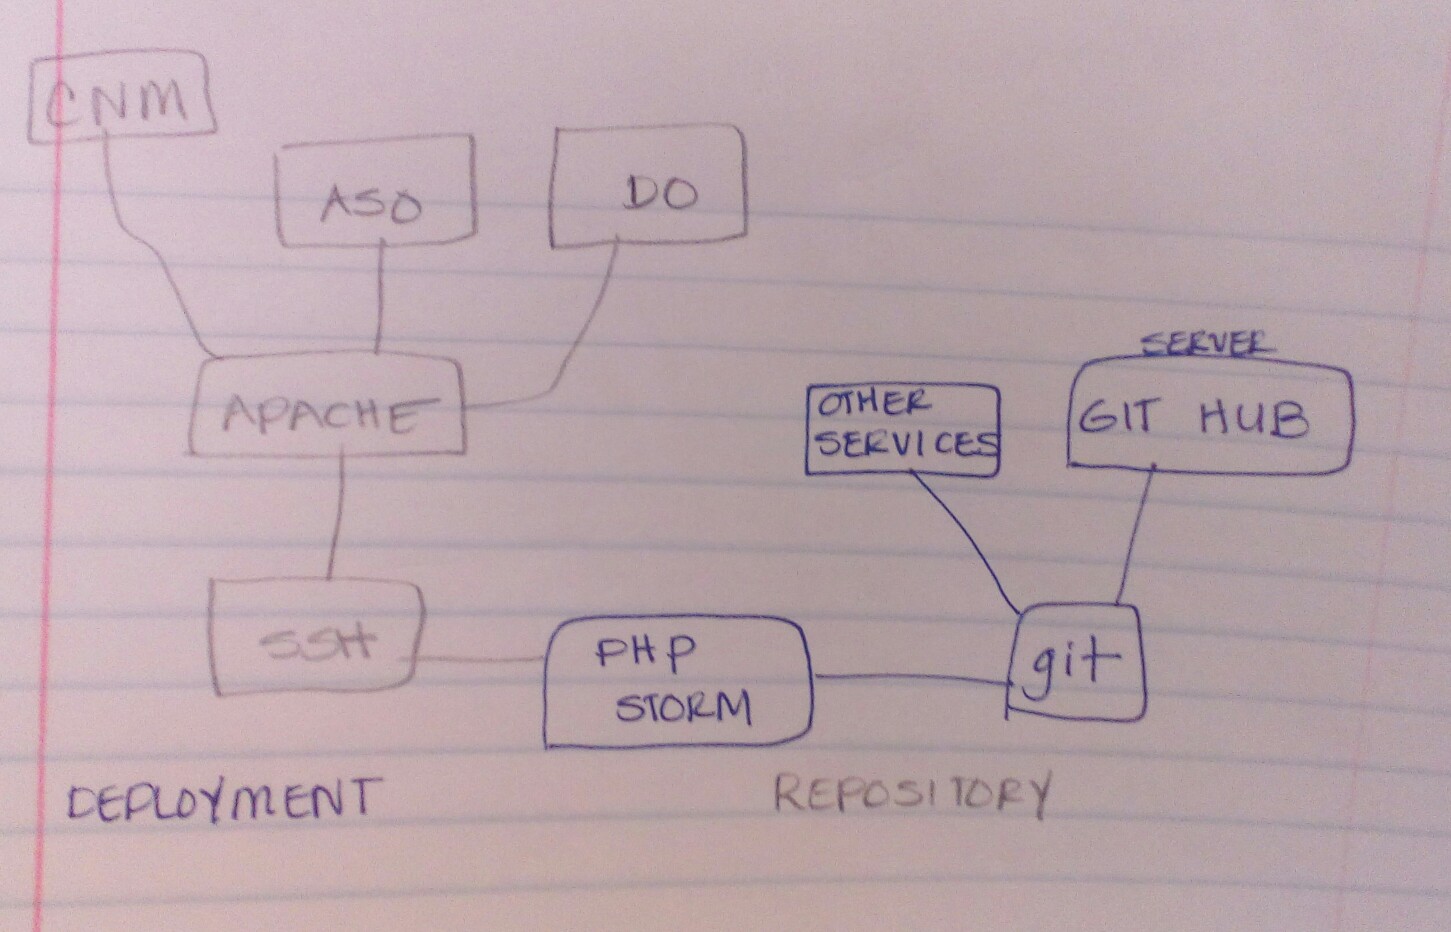 CNM
ASO
DO
APACHE
SERVER
OTHER
SERVICES
GIT HUB
SSH
PHP
STORM
git
DEPLOYMENT
REPOSITORY